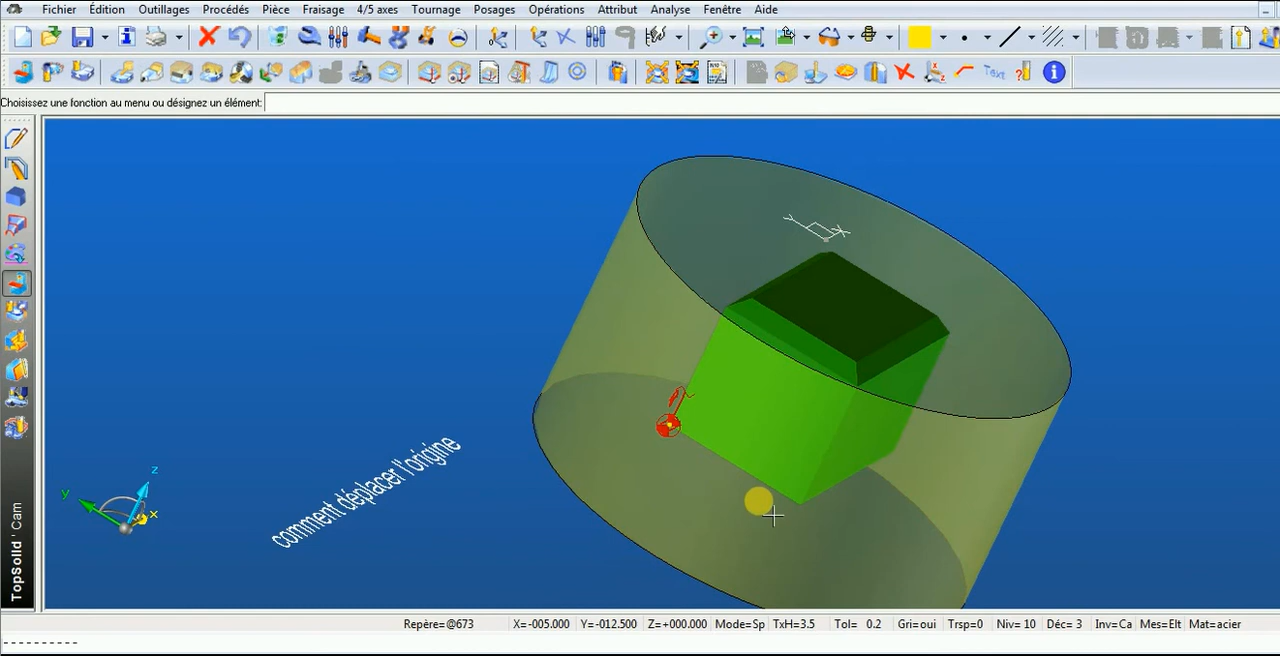 Fichier Édition Outillages Procédés Pièce Fraisage 4/5 axes Tournage Posages Opérations Attribut Analyse Fenêtre Aide
Text
Choisissez une fonction au menu ou désignez un élément:
Y X
comment déplacer l'origine
z
y
x
TopSolid'Cam
Repère=@673 X=-005.000 Y=-012.500 Z=+000.000 Mode=Sp TxH=3.5 Tol= 0.2 Gri=oui Trsp=0 Niv= 10 Déc= 3 Inv=Ca Mes=Elt Mat=acier
----------